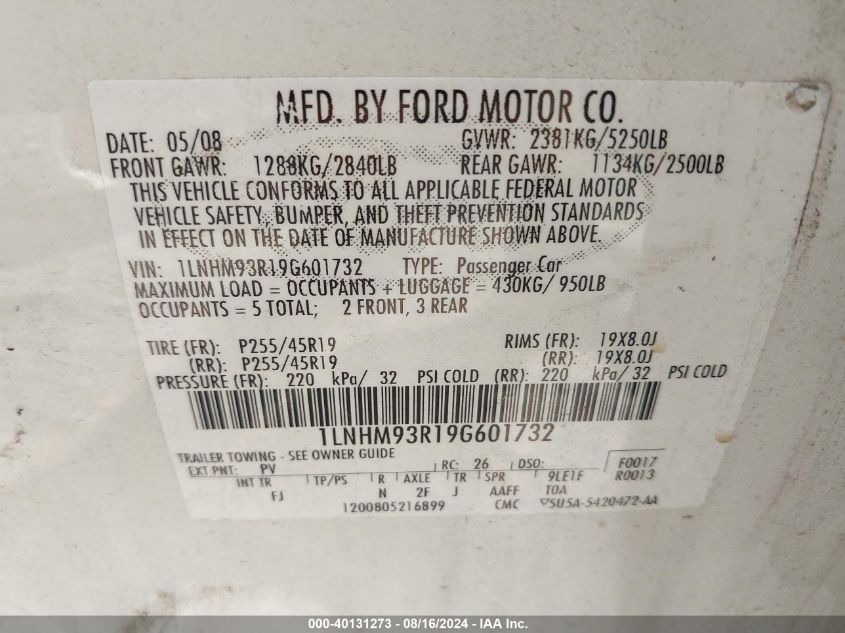 MFD. BY FORD MOTOR CO.
DATE: 05/08 GVWR: 2381KG/5250LB
FRONT GAWR: 1288KG/2840LB REAR GAWR: 1134KG/2500LB
THIS VEHICLE CONFORMS TO ALL APPLICABLE FEDERAL MOTOR
VEHICLE SAFETY, BUMPER, AND THEFT PREVENTION STANDARDS
IN EFFECT ON THE DATE OF MANUFACTURE SHOWN ABOVE.
VIN: 1LNHM93R19G601732 TYPE: Passenger Car
MAXIMUM LOAD = OCCUPANTS + LUGGAGE = 430KG/ 950LB
OCCUPANTS = 5 TOTAL; 2 FRONT, 3 REAR
TIRE (FR): P255/45R19 RIMS (FR): 19X8.0J
(RR): P255/45R19 (RR): 19X8.0J
PRESSURE (FR): 220 kPa/ 32 PSI COLD (RR): 220 kPa/ 32 PSI COLD
1LNHM93R19G601732
TRAILER TOWING - SEE OWNER GUIDE
EXT PNT: PV RC: 26 DSO: F0017
INT TR TP/PS R AXLE TR SPR 9LE1F R0013
FJ N 2F J AAFF TOA
1200805216899 CMC 5U5A-5420472-AA
000-40131273 - 08/16/2024 - IAA Inc.